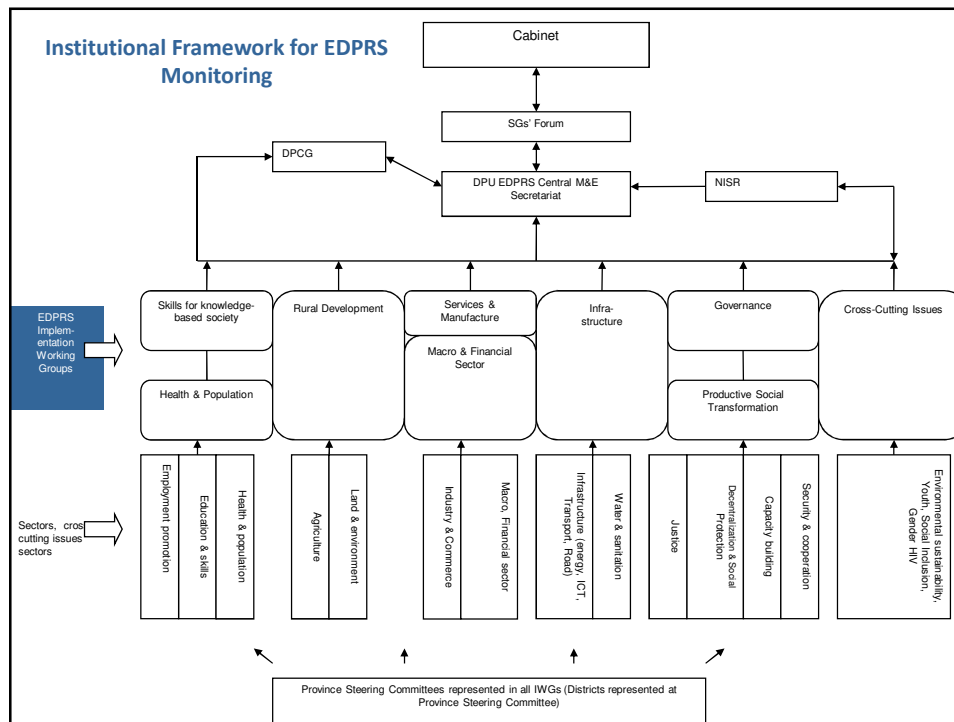 Institutional Framework for EDPRS
Monitoring
Cabinet
SGs' Forum
DPCG
DPU EDPRS Central M&E
Secretariat
NISR
EDPRS
Implem-
entation
Working
Groups
Skills for knowledge-
based society
Rural Development
Services &
Manufacture
Infra-
structure
Governance
Cross-Cutting Issues
Macro & Financial
Sector
Health & Population
Productive Social
Transformation
Sectors, cros
cutting issues
sectors
Employment promotion
Education & skills
Health & population
Agriculture
Land & environment
Industry & Commerce
Macro, Financial sector
Infrastructure (energy, ICT,
Transport, Road)
Water & sanitation
Justice
Decentralization & Social
Protection
Capacity building
Security & cooperation
Environmental sustainability,
Youth, Social Inclusion,
Gender HIV
Province Steering Committees represented in all IWGs (Districts represented at
Province Steering Committee)